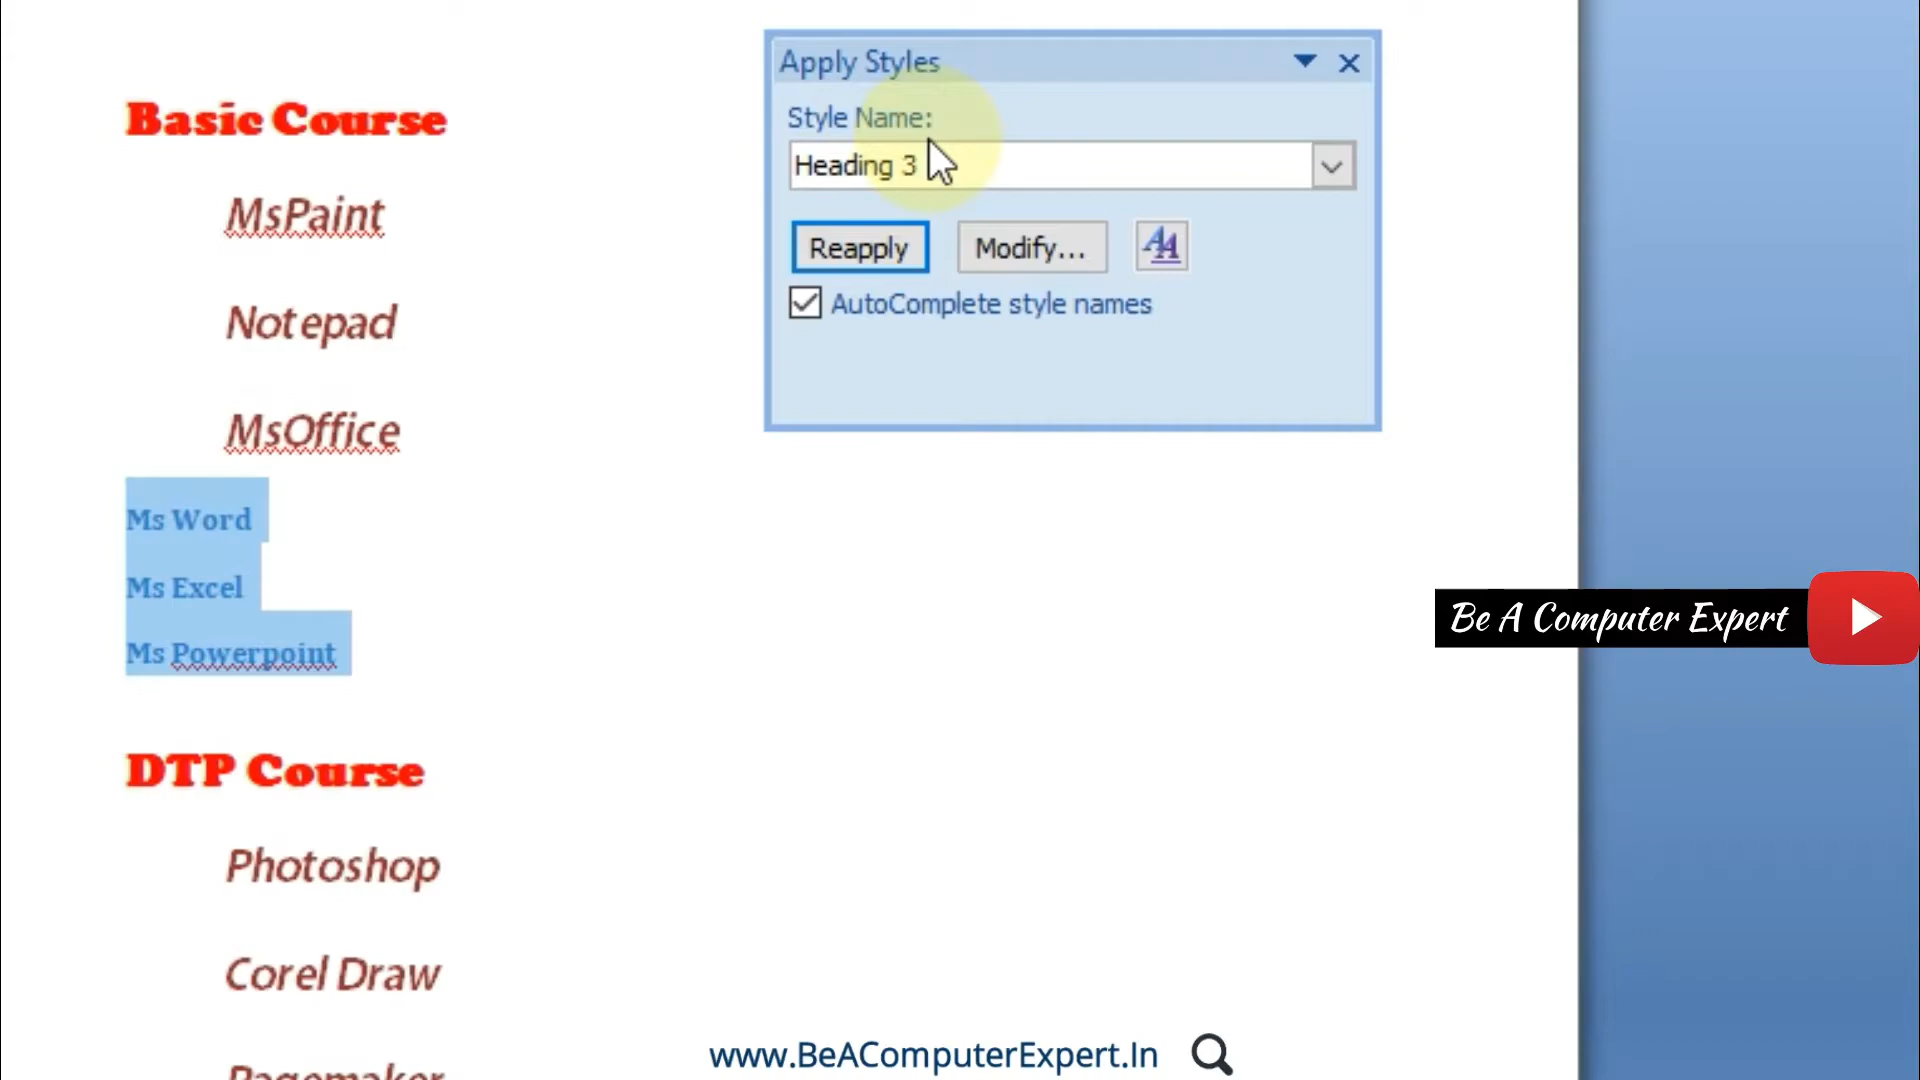 Apply Styles
Style Name:
Heading 3
Reapply
Modify...
AutoComplete style names
Basic Course
MsPaint
Notepad
MsOffice
Ms Word
Ms Excel
Ms Powerpoint
DTP Course
Photoshop
Corel Draw
Pagemaker
Be A Computer Expert
www.BeAComputerExpert.In